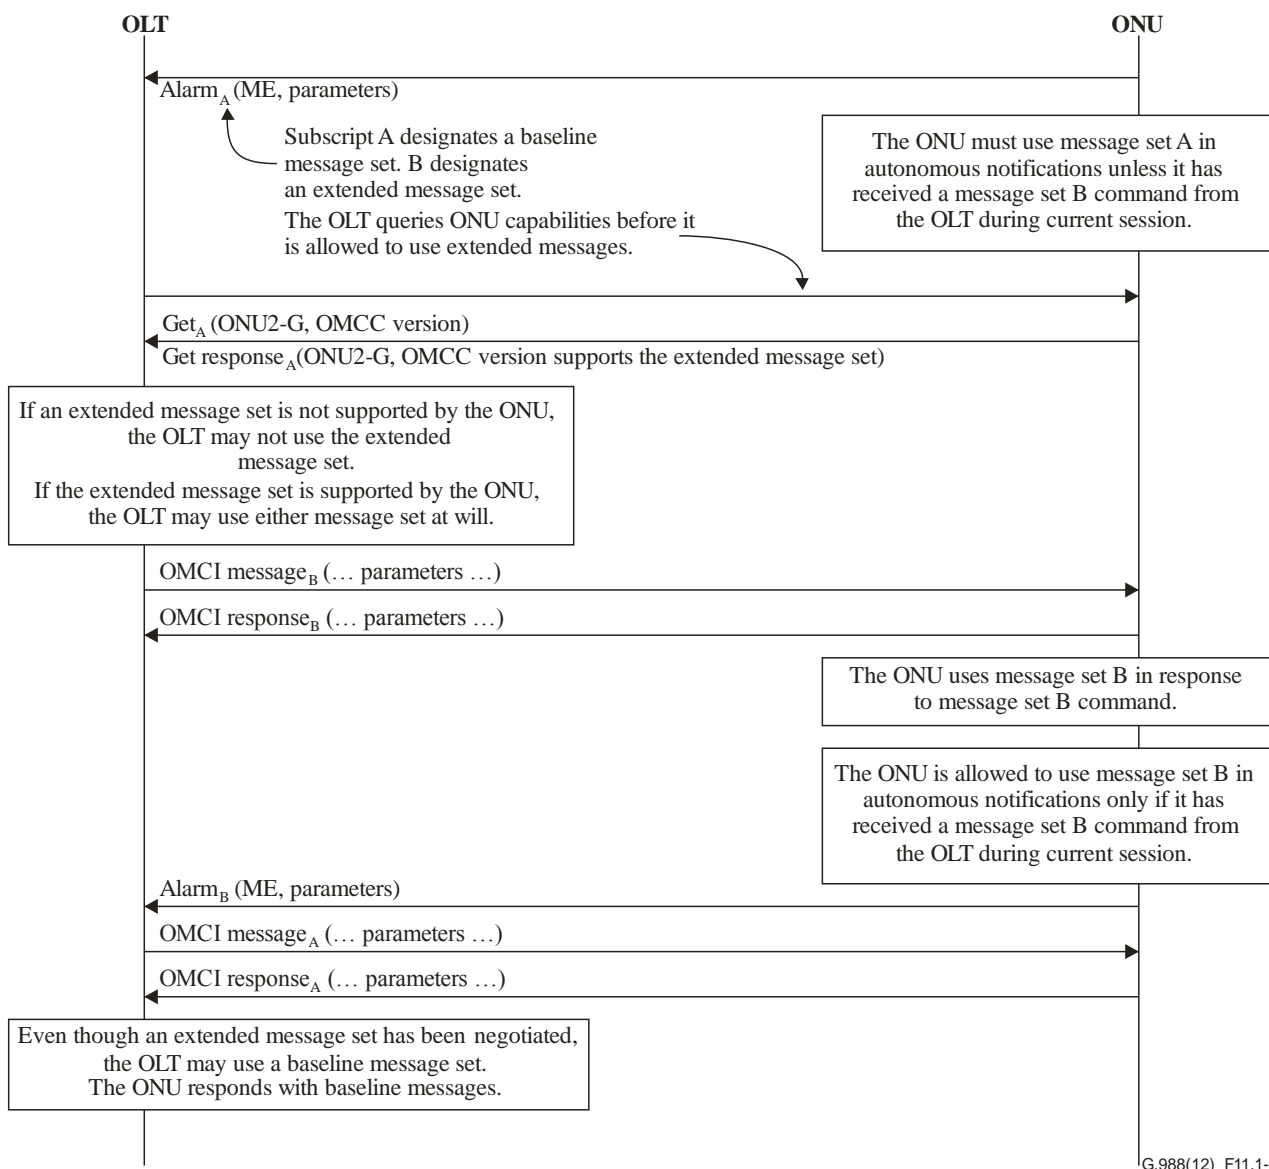 OLT
ONU
Alarm_A (ME, parameters)
Subscript A designates a baseline
message set. B designates
an extended message set.
The ONU must use message set A in
autonomous notifications unless it has
received a message set B command from
the OLT during current session.
The OLT queries ONU capabilities before it
is allowed to use extended messages.
Get_A (ONU2-G, OMCC version)
Get response_A(ONU2-G, OMCC version supports the extended message set)
If an extended message set is not supported by the ONU,
the OLT may not use the extended
message set.
If the extended message set is supported by the ONU,
the OLT may use either message set at will.
OMCI message_B (… parameters …)
OMCI response_B (… parameters …)
The ONU uses message set B in response
to message set B command.
The ONU is allowed to use message set B in
autonomous notifications only if it has
received a message set B command from
the OLT during current session.
Alarm_B (ME, parameters)
OMCI message_A (… parameters …)
OMCI response_A (… parameters …)
Even though an extended message set has been negotiated,
the OLT may use a baseline message set.
The ONU responds with baseline messages.
G.988(12)_F11.1-